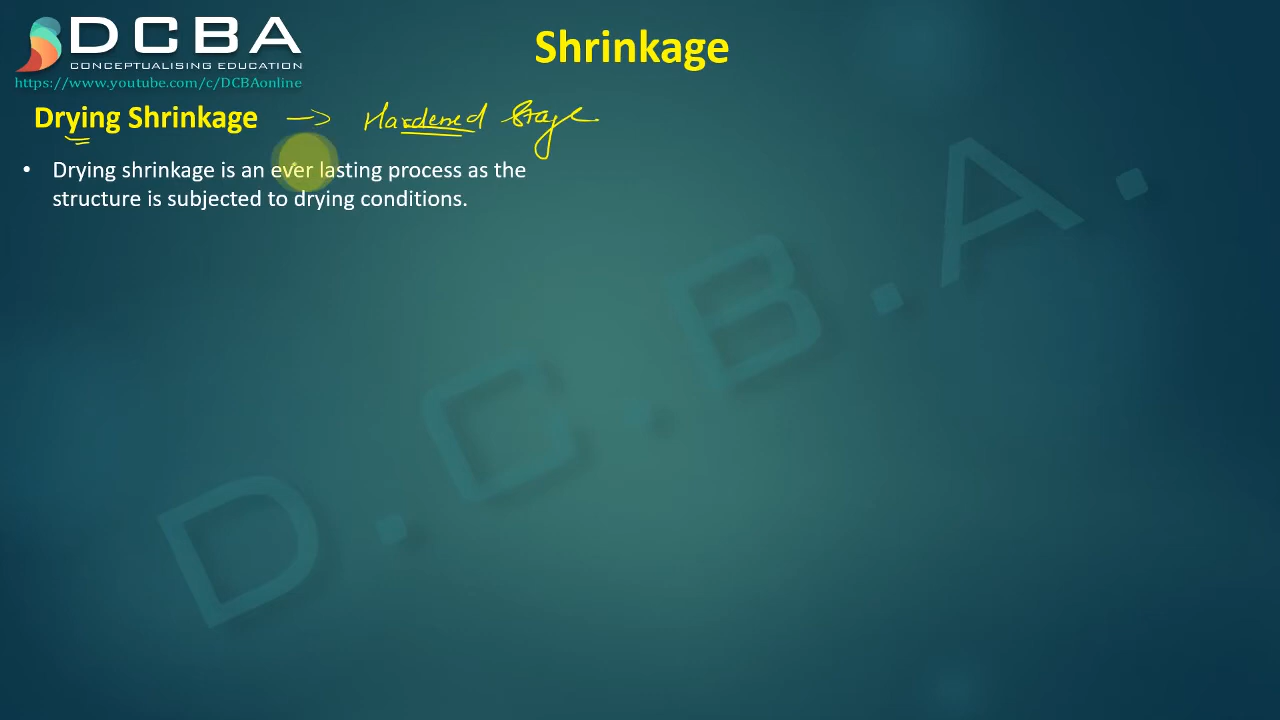 DCBA
CONCEPTUALISING EDUCATION
https://www.youtube.com/c/DCBAonline
Shrinkage
Drying Shrinkage → Hardened Stage
• Drying shrinkage is an ever lasting process as the
structure is subjected to drying conditions.
D.C.B.A.